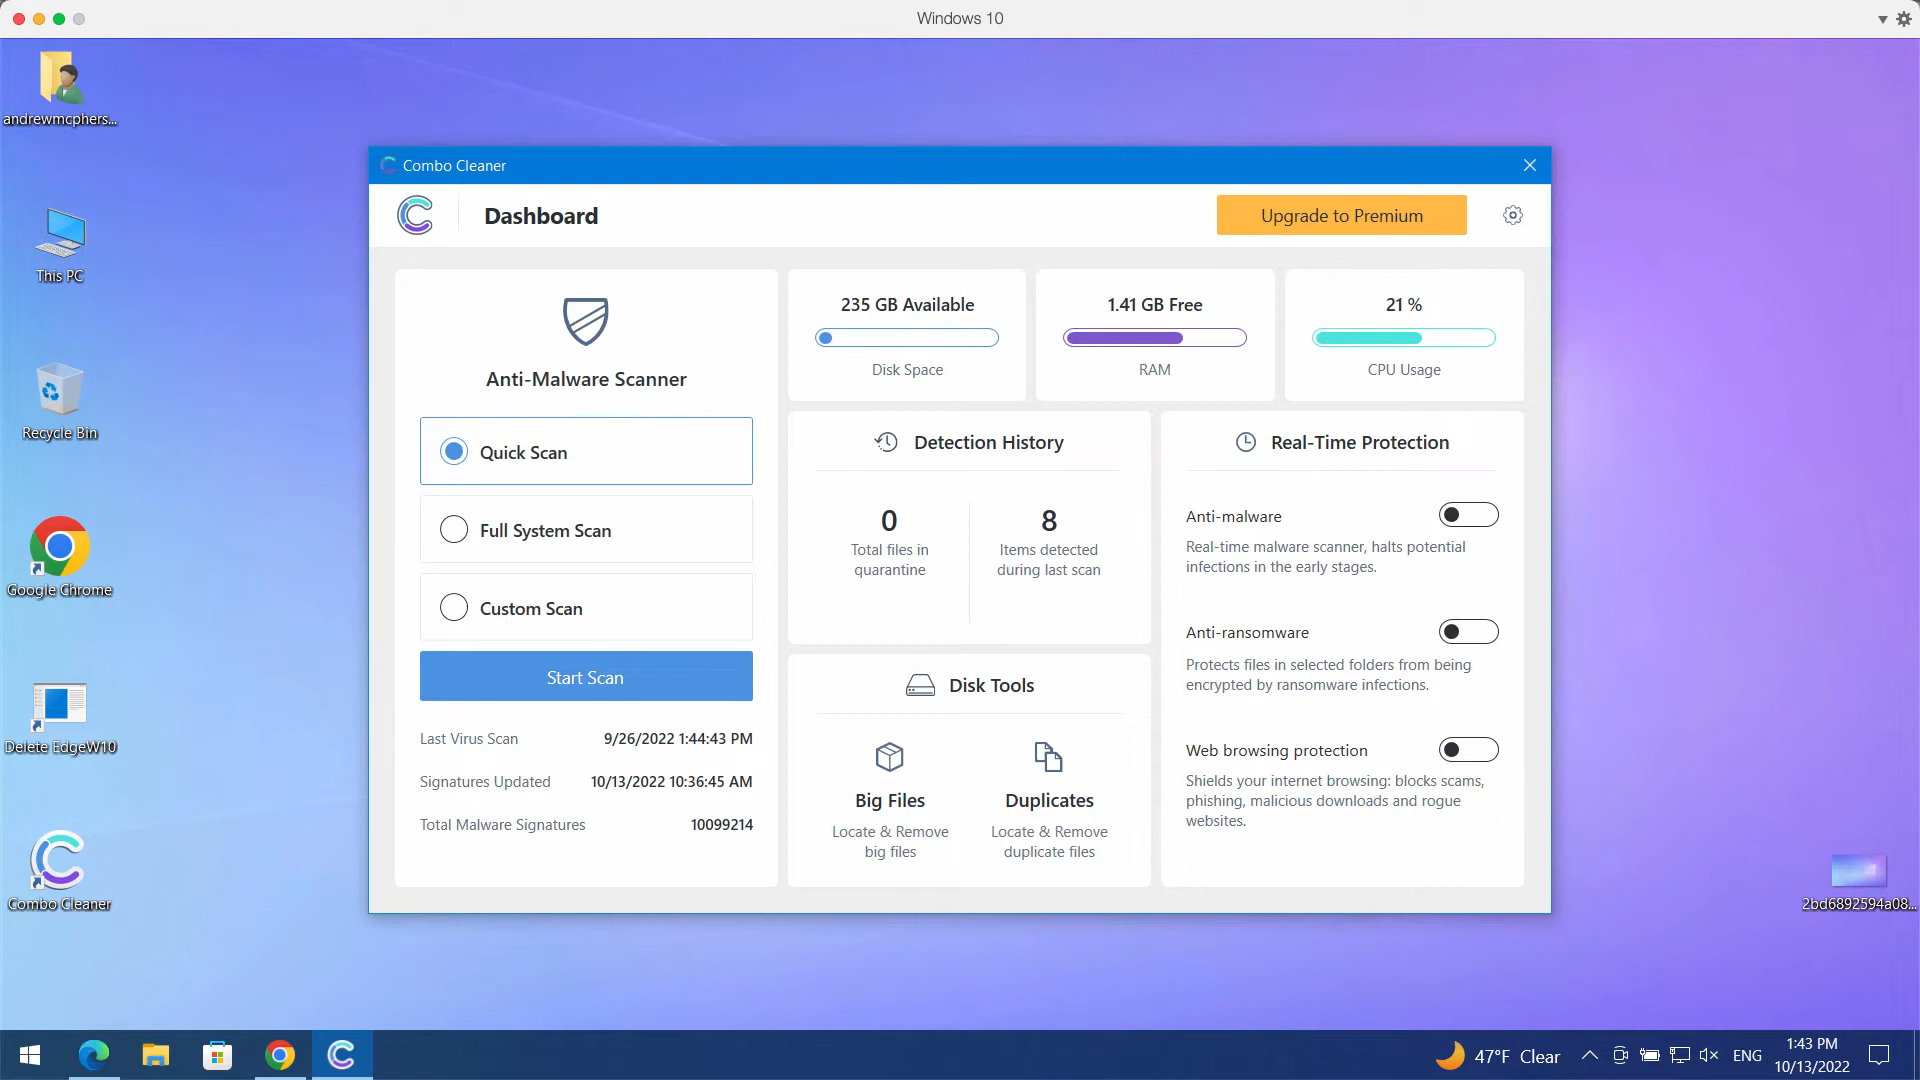 Windows 10
andrewmcphers...
This PC
Recycle Bin
Google Chrome
Delete EdgeW10
Combo Cleaner
Combo Cleaner
Dashboard
Upgrade to Premium
Anti-Malware Scanner
Quick Scan
Full System Scan
Custom Scan
Start Scan
Last Virus Scan 9/26/2022 1:44:43 PM
Signatures Updated 10/13/2022 10:36:45 AM
Total Malware Signatures 10099214
235 GB Available
Disk Space
1.41 GB Free
RAM
21 %
CPU Usage
Detection History
0
Total files in
quarantine
8
Items detected
during last scan
Disk Tools
Big Files
Locate & Remove
big files
Duplicates
Locate & Remove
duplicate files
Real-Time Protection
Anti-malware
Real-time malware scanner, halts potential
infections in the early stages.
Anti-ransomware
Protects files in selected folders from being
encrypted by ransomware infections.
Web browsing protection
Shields your internet browsing: blocks scams,
phishing, malicious downloads and rogue
websites.
2bd6892594a08...
47°F Clear
ENG
1:43 PM
10/13/2022